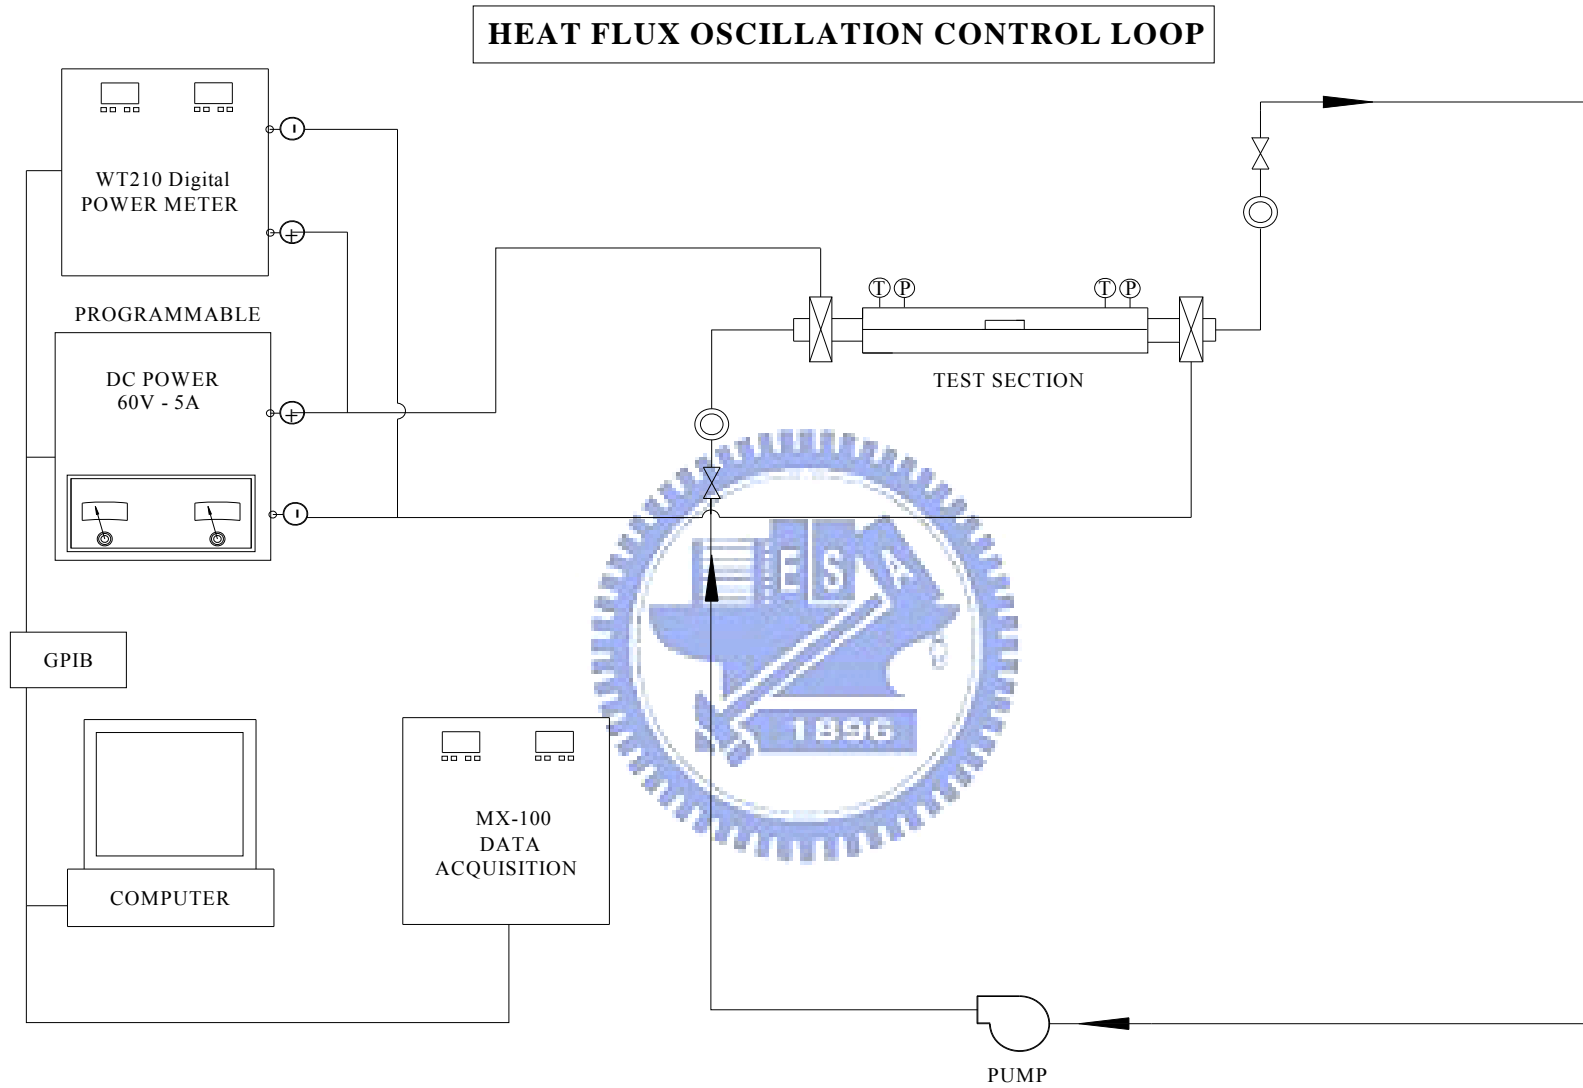 HEAT FLUX OSCILLATION CONTROL LOOP
WT210 Digital
POWER METER
PROGRAMMABLE
DC POWER
60V - 5A
T P
T P
TEST SECTION
GPIB
COMPUTER
MX-100
DATA
ACQUISITION
E S A
1896
PUMP